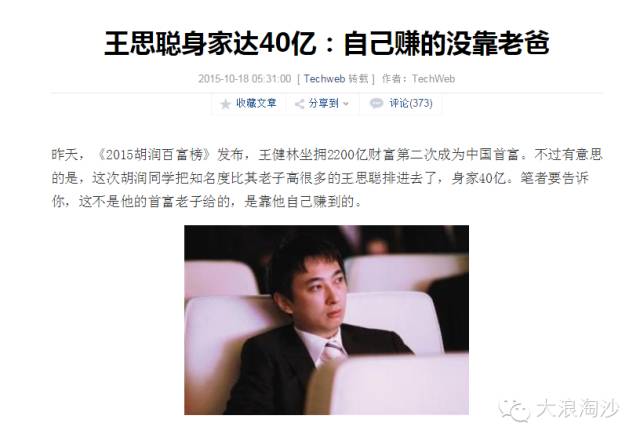 王思聪身家达40亿：自己赚的没靠老爸
2015-10-18 05:31:00 [ Techweb 转载 ] 作者：TechWeb
收藏文章 分享到 评论(373)
昨天，《2015胡润百富榜》发布，王健林坐拥2200亿财富第二次成为中国首富。不过有意思
的是，这次胡润同学把知名度比其老子高很多的王思聪排进去了，身家40亿。笔者要告诉
你，这不是他的首富老子给的，是靠他自己赚到的。
大浪淘沙